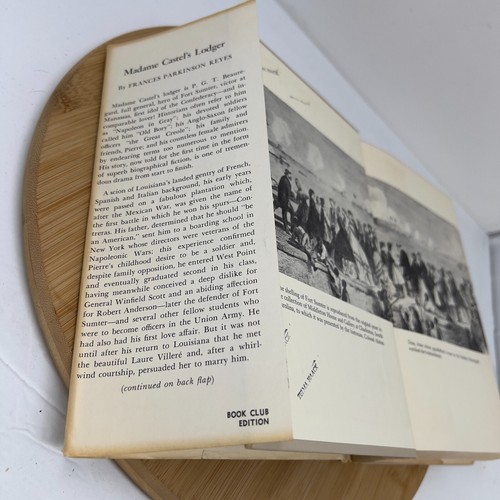 Madame Castel's Lodger
By FRANCES PARKINSON KEYES
Madame Castel's lodger is P. G. T. Beaure-
gard, full general, hero of Fort Sumter, victor at
Manassas, first idol of the Confederacy—and in-
comparable lover! Historians often refer to him
as "Napoleon in Gray"; his devoted soldiers
called him "Old Bory"; his Anglo-Saxon fellow
officers "the Great Creole"; his family and
friends, Pierre; and his countless female admirers
by endearing terms too numerous to mention.
His story, now told for the first time in the form
of superb biographical fiction, is one of tremen-
dous drama from start to finish.
A scion of Louisiana's landed gentry of French,
Spanish and Italian background, his early years
were passed on a fabulous plantation which,
after the Mexican War, was given the name of
the first battle in which he won his spurs—Con-
treras. His father, determined that he should "be
an American," sent him to a boarding school in
New York whose directors were veterans of the
Napoleonic Wars; this experience confirmed
Pierre's childhood desire to be a soldier and,
despite family opposition, he entered West Point
and eventually graduated second in his class,
having meanwhile conceived a deep dislike for
General Winfield Scott and an abiding affection
for Robert Anderson—later the defender of Fort
Sumter—and several other fellow students who
were to become officers in the Union Army. He
had also had his first love affair. But it was not
until after his return to Louisiana that he met
the beautiful Laure Villeré and, after a whirl-
wind courtship, persuaded her to marry him.
(continued on back flap)
BOOK CLUB
EDITION